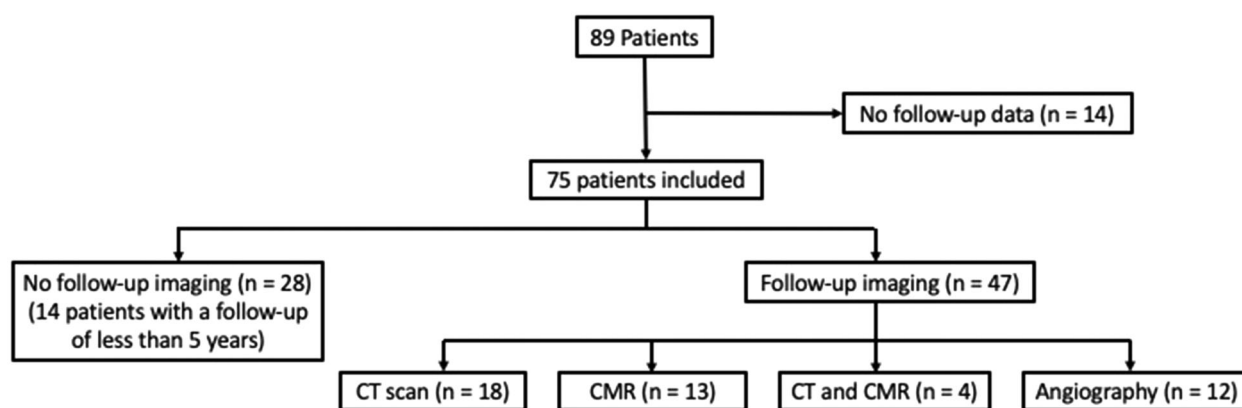 89 Patients
No follow-up data (n = 14)
75 patients included
No follow-up imaging (n = 28)
(14 patients with a follow-up
of less than 5 years)
Follow-up imaging (n = 47)
CT scan (n = 18)
CMR (n = 13)
CT and CMR (n = 4)
Angiography (n = 12)